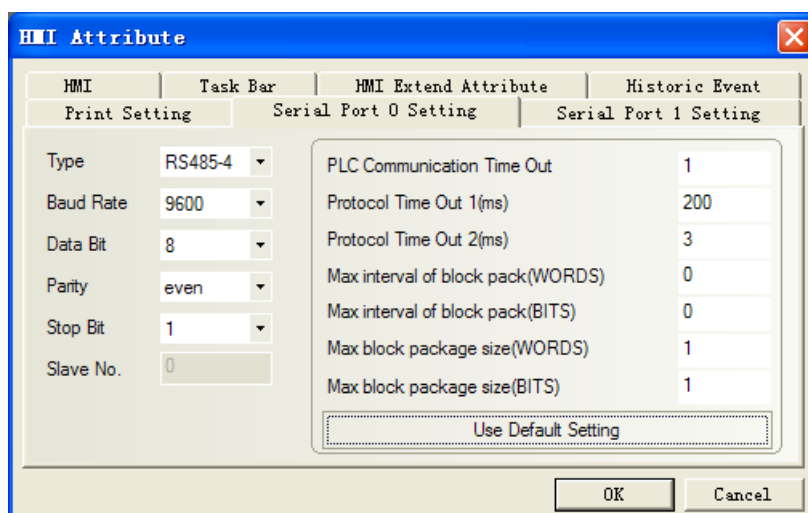 HMI Attribute
HMI Task Bar HMI Extend Attribute Historic Event
Print Setting Serial Port 0 Setting Serial Port 1 Setting
Type RS485-4
Baud Rate 9600
Data Bit 8
Parity even
Stop Bit 1
Slave No. 0
PLC Communication Time Out 1
Protocol Time Out 1(ms) 200
Protocol Time Out 2(ms) 3
Max interval of block pack(WORDS) 0
Max interval of block pack(BITS) 0
Max block package size(WORDS) 1
Max block package size(BITS) 1
Use Default Setting
OK Cancel